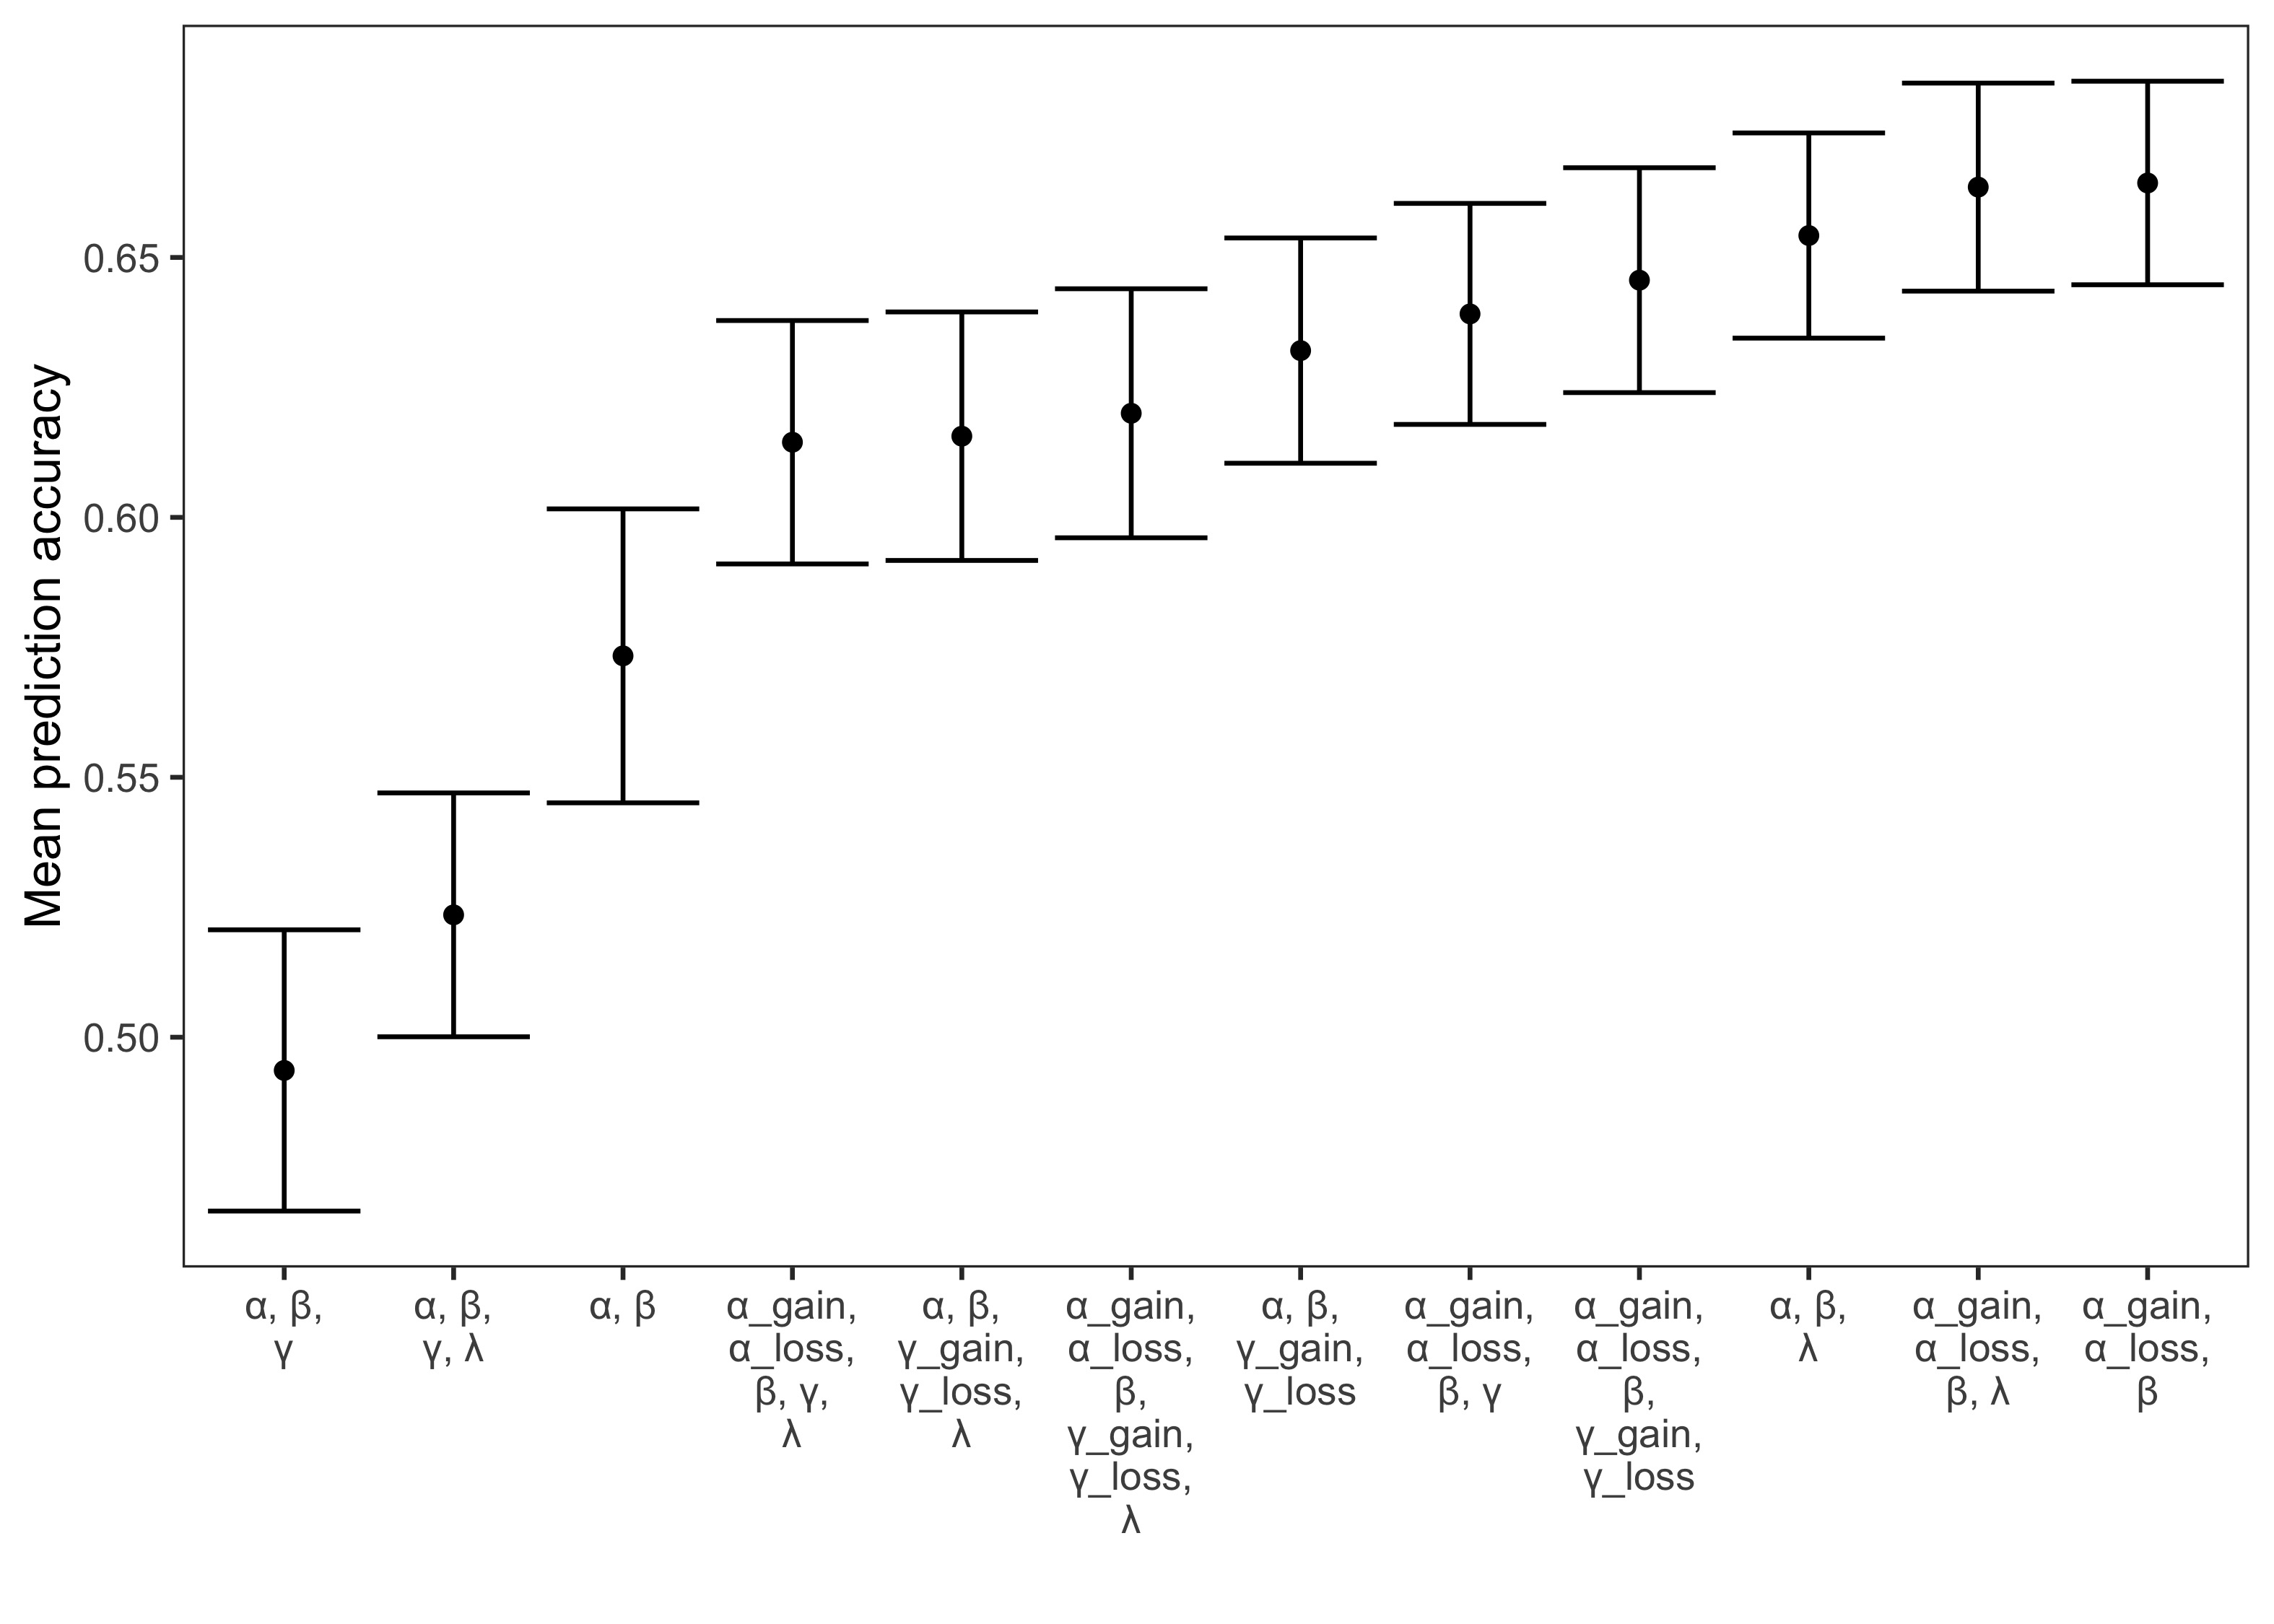 Mean prediction accuracy
0.65
0.60
0.55
0.50
α, β,
γ
α, β,
γ, λ
α, β
α_gain,
α_loss,
β, γ,
λ
α, β,
γ_gain,
γ_loss,
λ
α_gain,
α_loss,
β,
γ_gain,
γ_loss,
λ
α, β,
γ_gain,
γ_loss
α_gain,
α_loss,
β, γ
α_gain,
α_loss,
β,
γ_gain,
γ_loss
α, β,
λ
α_gain,
α_loss,
β, λ
α_gain,
α_loss,
β